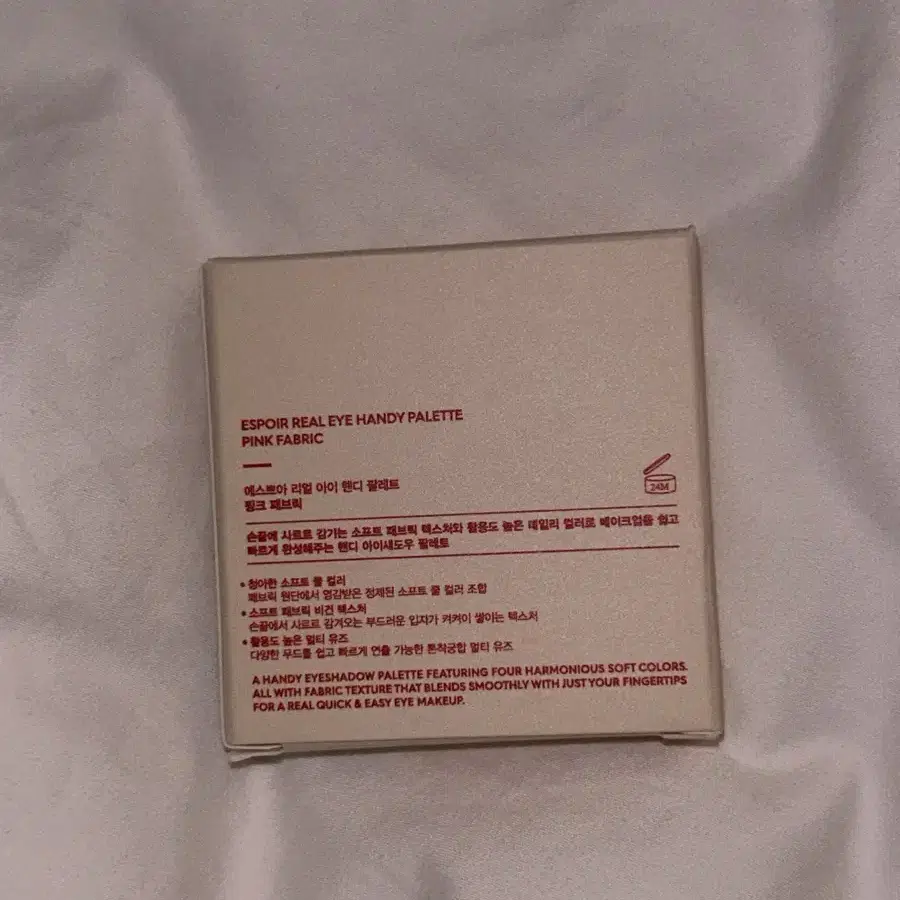 ESPOIR REAL EYE HANDY PALETTE
PINK FABRIC
에스쁘아 리얼 아이 핸디 팔레트
핑크 패브릭
24M
손끝에 사르르 감기는 소프트 패브릭 텍스처와 활용도 높은 데일리 컬러로 메이크업을 쉽고
빠르게 완성해주는 핸디 아이섀도우 팔레트
• 청아한 소프트 쿨 컬러
패브릭 원단에서 영감받은 정제된 소프트 쿨 컬러 조합
• 소프트 패브릭 비건 텍스처
손끝에서 사르르 감겨오는 부드러운 입자가 켜켜이 쌓이는 텍스처
• 활용도 높은 멀티 유즈
다양한 무드를 쉽고 빠르게 연출 가능한 톤착궁합 멀티 유즈
A HANDY EYESHADOW PALETTE FEATURING FOUR HARMONIOUS SOFT COLORS.
ALL WITH FABRIC TEXTURE THAT BLENDS SMOOTHLY WITH JUST YOUR FINGERTIPS
FOR A REAL QUICK & EASY EYE MAKEUP.